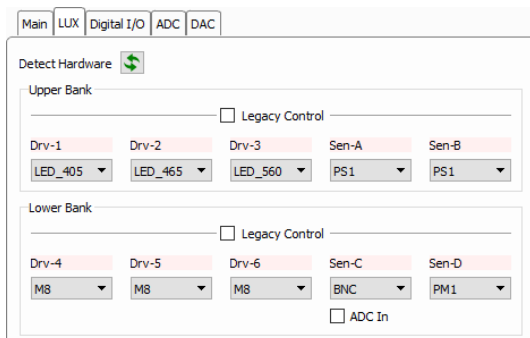 Main LUX Digital I/O ADC DAC
Detect Hardware
Upper Bank
Legacy Control
Drv-1 Drv-2 Drv-3 Sen-A Sen-B
LED_405 LED_465 LED_560 PS1 PS1
Lower Bank
Legacy Control
Drv-4 Drv-5 Drv-6 Sen-C Sen-D
M8 M8 M8 BNC PM1
ADC In